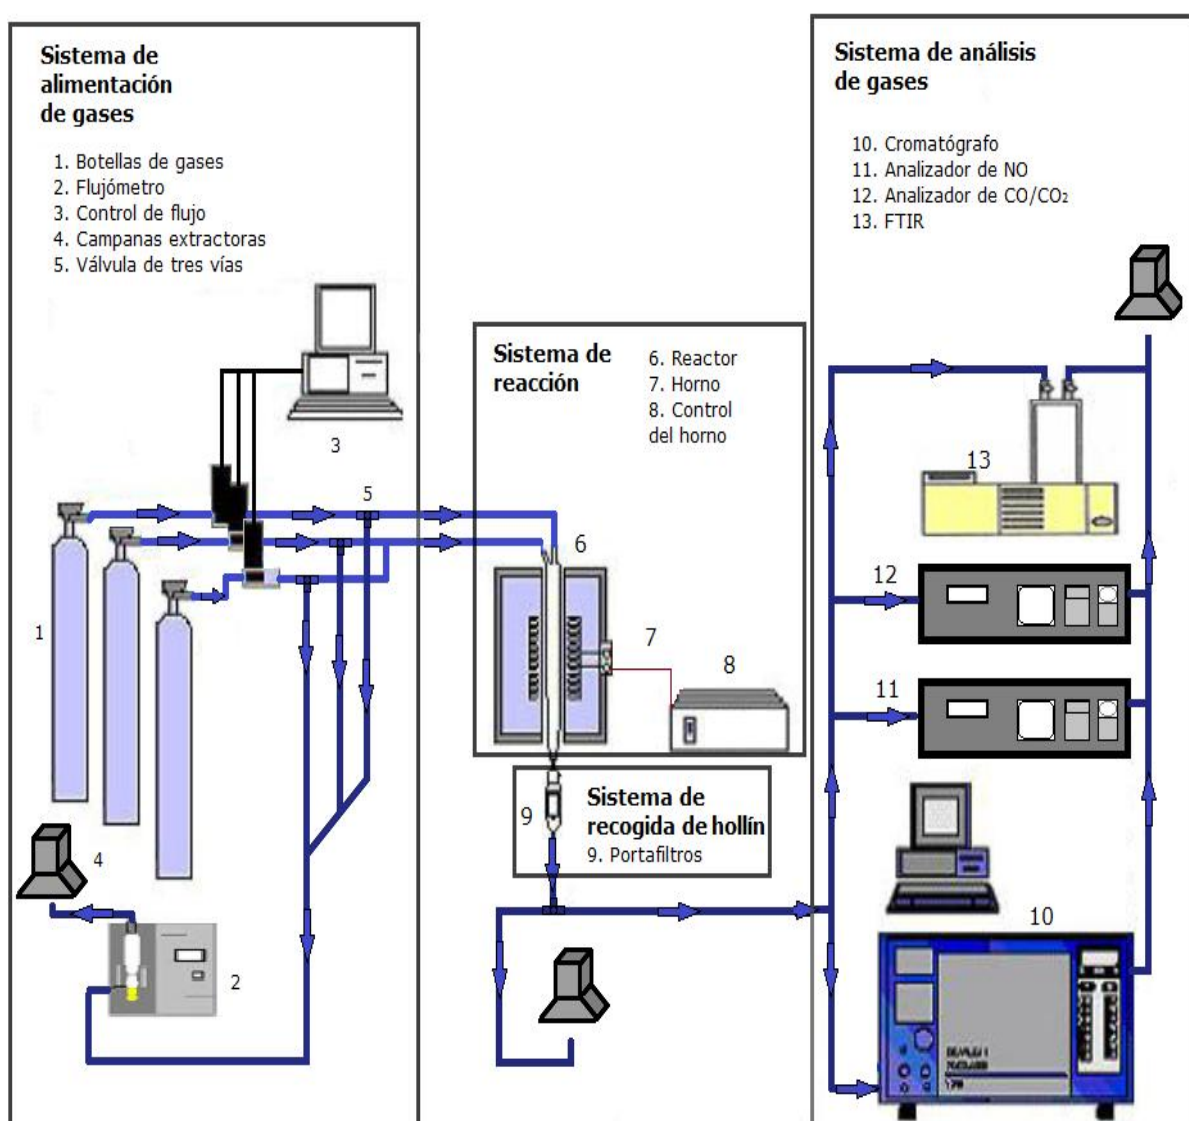 Sistema de
alimentación
de gases
1. Botellas de gases
2. Flujómetro
3. Control de flujo
4. Campanas extractoras
5. Válvula de tres vías
3
5
1
4
2
Sistema de
reacción
6. Reactor
7. Horno
8. Control
del horno
6
7
8
9
Sistema de
recogida de hollín
9. Portafiltros
Sistema de análisis
de gases
10. Cromatógrafo
11. Analizador de NO
12. Analizador de CO/CO₂
13. FTIR
13
12
11
10